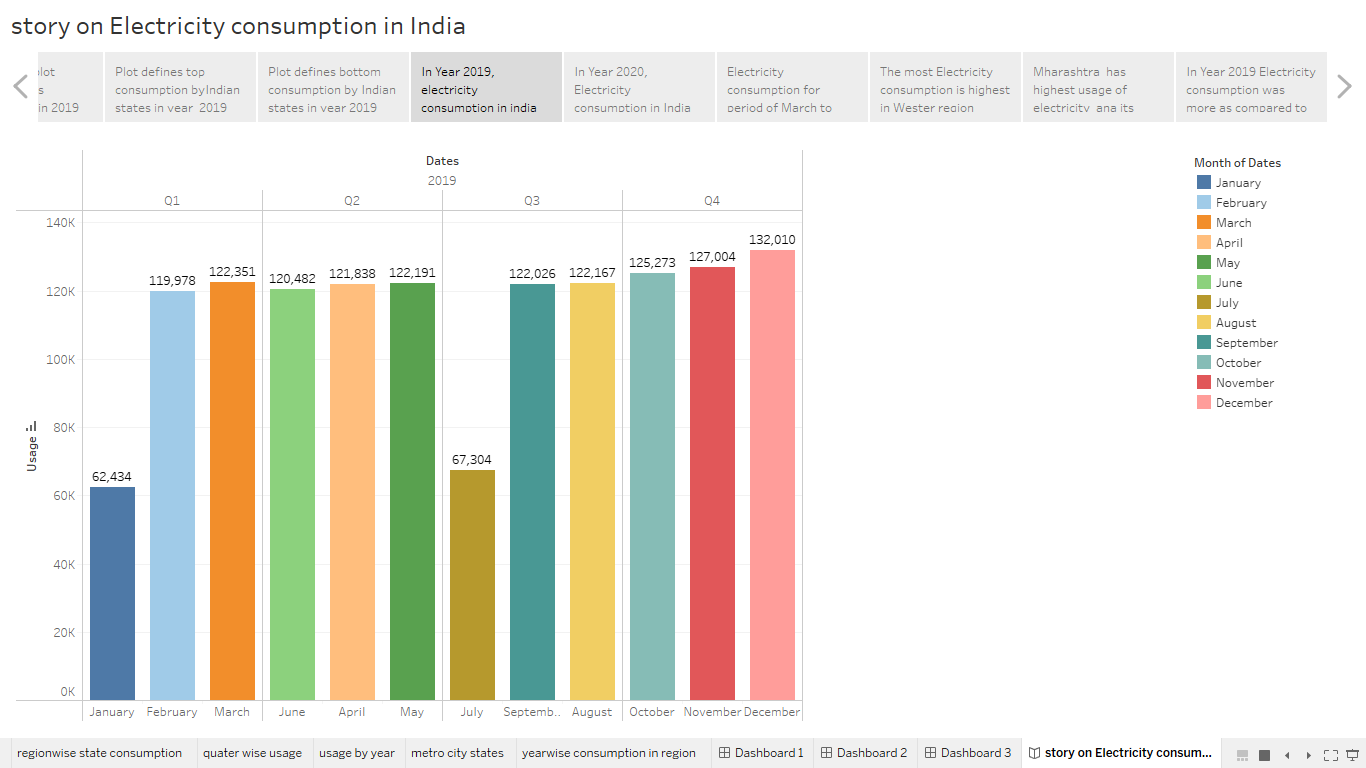 story on Electricity consumption in India
lot
s
in 2019
Plot defines top
consumption byIndian
states in year 2019
Plot defines bottom
consumption by Indian
states in year 2019
In Year 2019,
electricity
consumption in india
In Year 2020,
Electricity
consumption in India
Electricity
consumption for
period of March to
The most Electricity
consumption is highest
in Wester region
Mharashtra has
highest usage of
electricity ana its
In Year 2019 Electricity
consumption was
more as compared to
Dates
2019
Q1 Q2 Q3 Q4
140K
120K
100K
80K
60K
40K
20K
0K
Usage
62,434
119,978
122,351
120,482
121,838
122,191
67,304
122,026
122,167
125,273
127,004
132,010
January February March June April May July Septemb.. August October November December
Month of Dates
January
February
March
April
May
June
July
August
September
October
November
December
regionwise state consumption quater wise usage usage by year metro city states yearwise consumption in region Dashboard 1 Dashboard 2 Dashboard 3 story on Electricity consum...